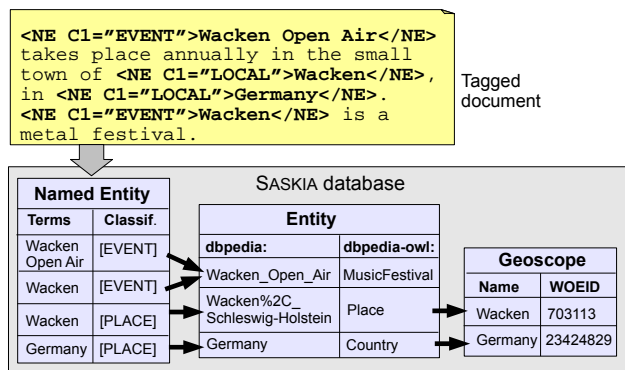 <NE C1=”EVENT”>Wacken Open Air</NE>
takes place annually in the small
town of <NE C1=”LOCAL”>Wacken</NE>,
in <NE C1=”LOCAL”>Germany</NE>.
<NE C1=”EVENT”>Wacken</NE> is a
metal festival.
Tagged
document
SASKIA database
Named Entity
Terms Classif.
Wacken
Open Air [EVENT]
Wacken [EVENT]
Wacken [PLACE]
Germany [PLACE]
Entity
dbpedia: dbpedia-owl:
Wacken_Open_Air MusicFestival
Wacken%2C_
Schleswig-Holstein Place
Germany Country
Geoscope
Name WOEID
Wacken 703113
Germany 23424829